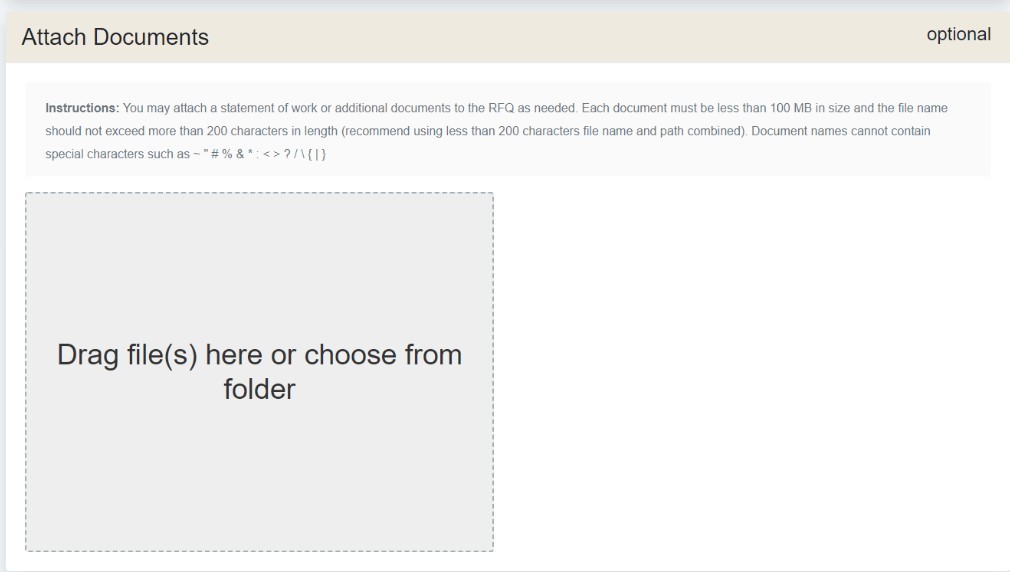 Attach Documents
optional
Instructions: You may attach a statement of work or additional documents to the RFQ as needed. Each document must be less than 100 MB in size and the file name
should not exceed more than 200 characters in length (recommend using less than 200 characters file name and path combined). Document names cannot contain
special characters such as ~ " # % & * : < > ? / \ { | }
Drag file(s) here or choose from
folder